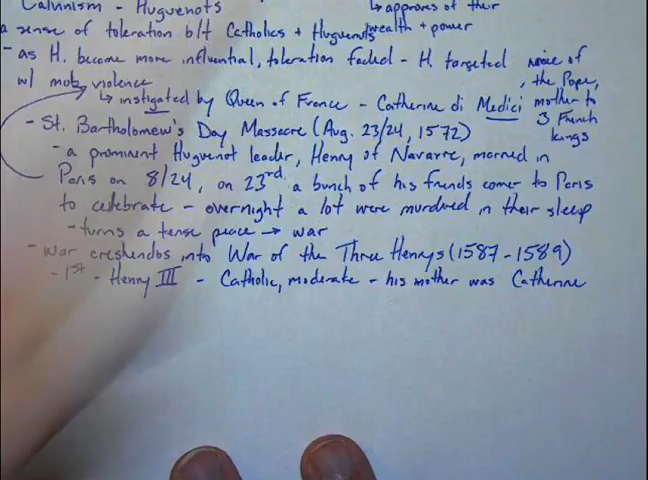 Calvinism - Huguenots
↳ approves of their
a sense of toleration b/t Catholics + Huguenots wealth + power
- as H. become more influential, toleration faded - H. targeted
w/ mob violence
↳ instigated by Queen of France - Catherine di Medici
niece of
the Pope,
mother to
3 French
kings
- St. Bartholomew's Day Massacre (Aug. 23/24, 1572)
- a prominent Huguenot leader, Henry of Navarre, married in
Paris on 8/24, on 23rd a bunch of his friends come to Paris
to celebrate - overnight a lot were murdered in their sleep
- turns a tense peace → war
- War creshendos into War of the Three Henrys (1587 - 1589)
- 1st - Henry III - Catholic, moderate - his mother was Catherine